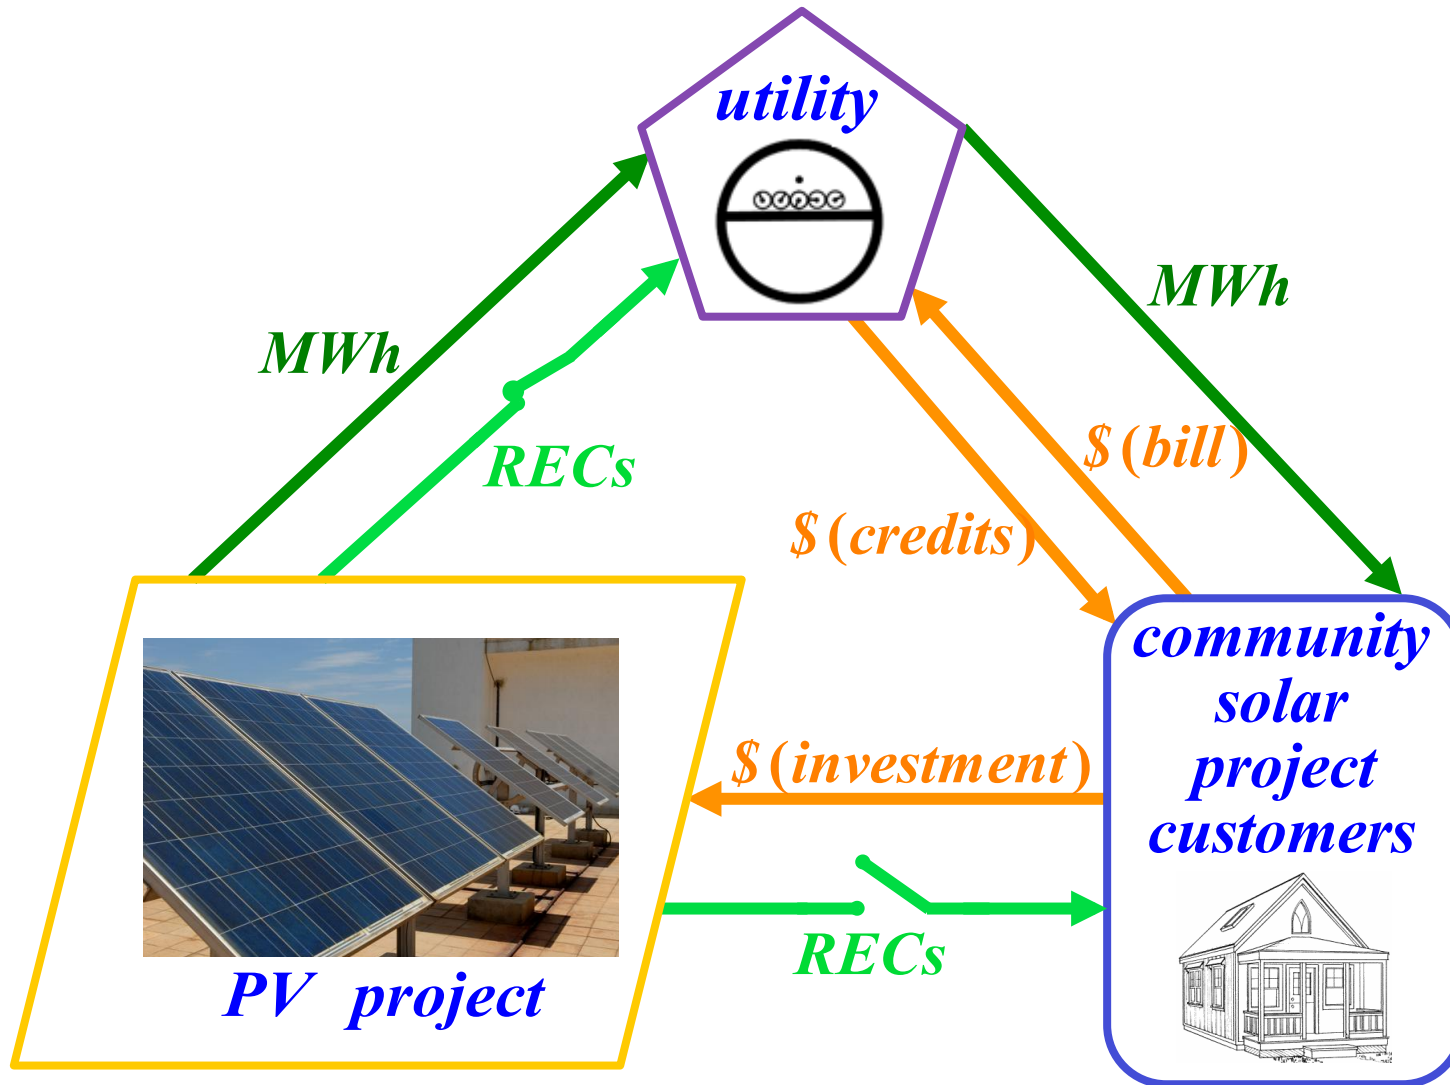 utility
MWh
MWh
RECs
$(bill)
$(credits)
community
solar
project
customers
$(investment)
RECs
PV project